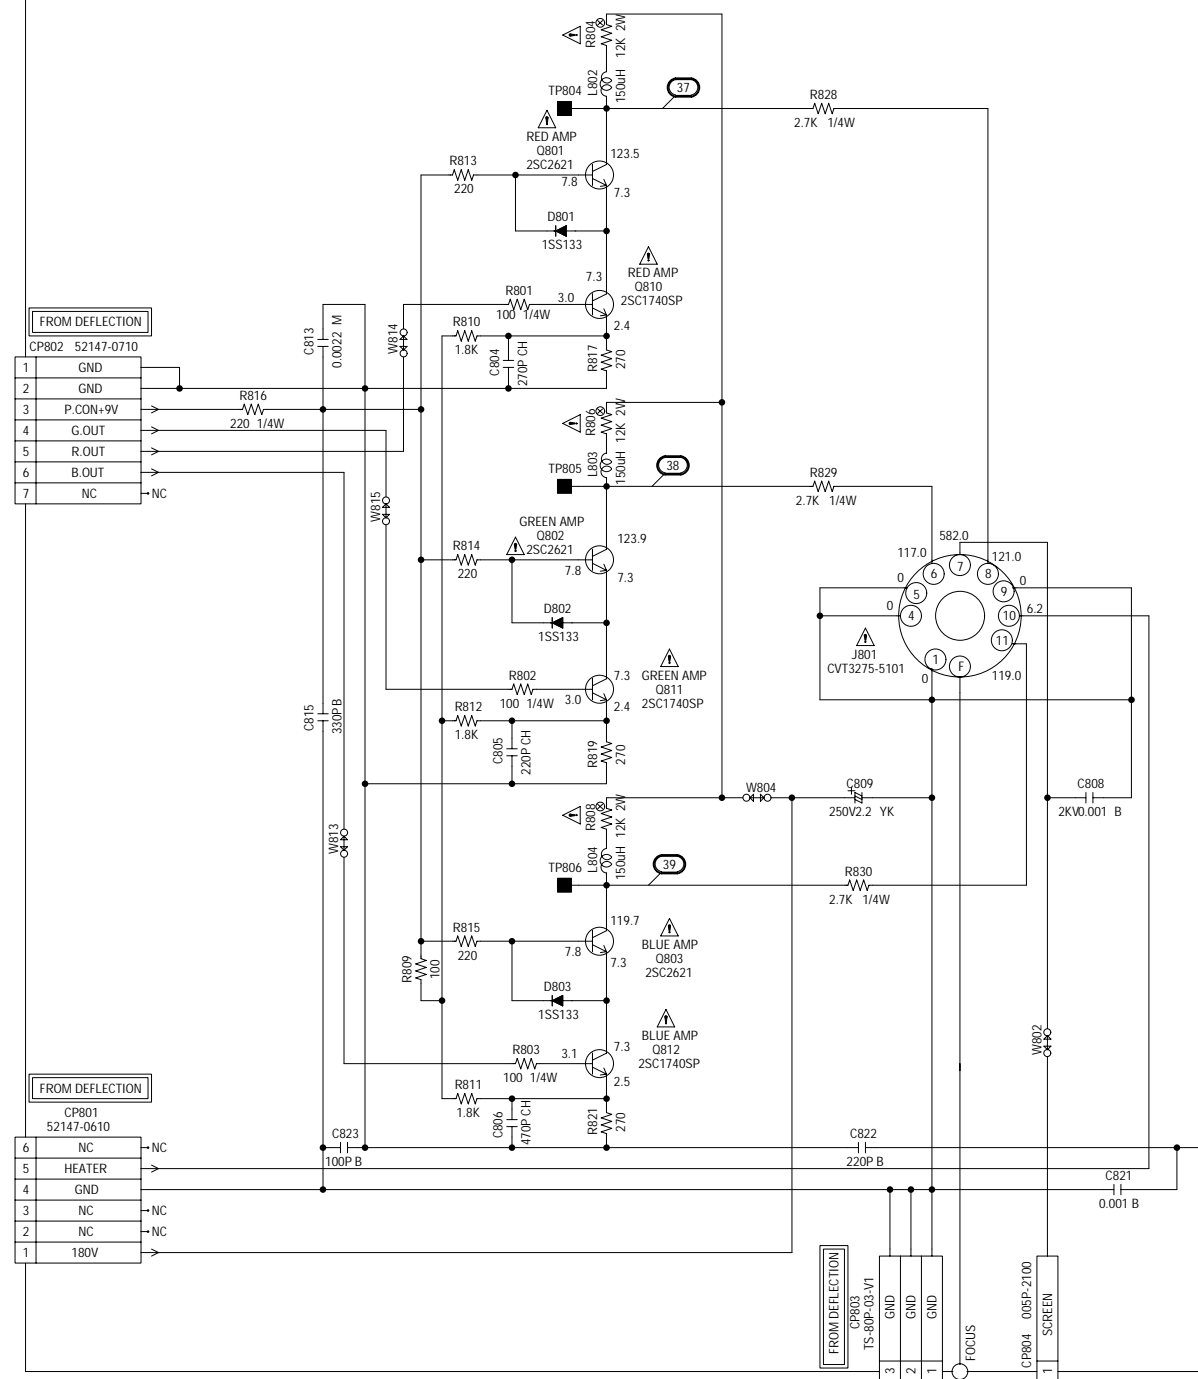 R804
12K 2W
L802
150uH
TP804
37
R828
2.7K 1/4W
RED AMP
Q801
2SC2621
123.5
7.8
7.3
R813
220
D801
1SS133
7.3
RED AMP
Q810
2SC1740SP
R801
100 1/4W
3.0
2.4
R810
1.8K
C804
270P CH
R817
270
W814
C813
0.0022 M
FROM DEFLECTION
CP802 52147-0710
1 GND
2 GND
3 P.CON+9V
4 G.OUT
5 R.OUT
6 B.OUT
7 NC
NC
R816
220 1/4W
R806
12K 2W
L803
150uH
TP805
38
R829
2.7K 1/4W
W815
GREEN AMP
Q802
2SC2621
123.9
7.8
7.3
R814
220
D802
1SS133
582.0
117.0
121.0
0
0
0
6.2
119.0
0
6
7
8
5
9
4
10
11
1
F
J801
CVT3275-5101
7.3
GREEN AMP
Q811
2SC1740SP
R802
100 1/4W
3.0
2.4
R812
1.8K
C805
220P CH
R819
270
C815
330P B
W804
C809
+
250V2.2 YK
C808
2KV0.001 B
R808
12K 2W
L804
150uH
W813
TP806
39
R830
2.7K 1/4W
119.7
7.8
7.3
BLUE AMP
Q803
2SC2621
R815
220
R809
100
D803
1SS133
BLUE AMP
Q812
2SC1740SP
7.3
R803
100 1/4W
3.1
2.5
R811
1.8K
C806
470P CH
R821
270
W802
FROM DEFLECTION
CP801
52147-0610
6 NC
NC
5 HEATER
4 GND
3 NC
NC
2 NC
NC
1 180V
C823
100P B
C822
220P B
C821
0.001 B
FROM DEFLECTION
CP803
TS-80P-03-V1
3 GND
2 GND
1 GND
FOCUS
CP804 005P-2100
1 SCREEN